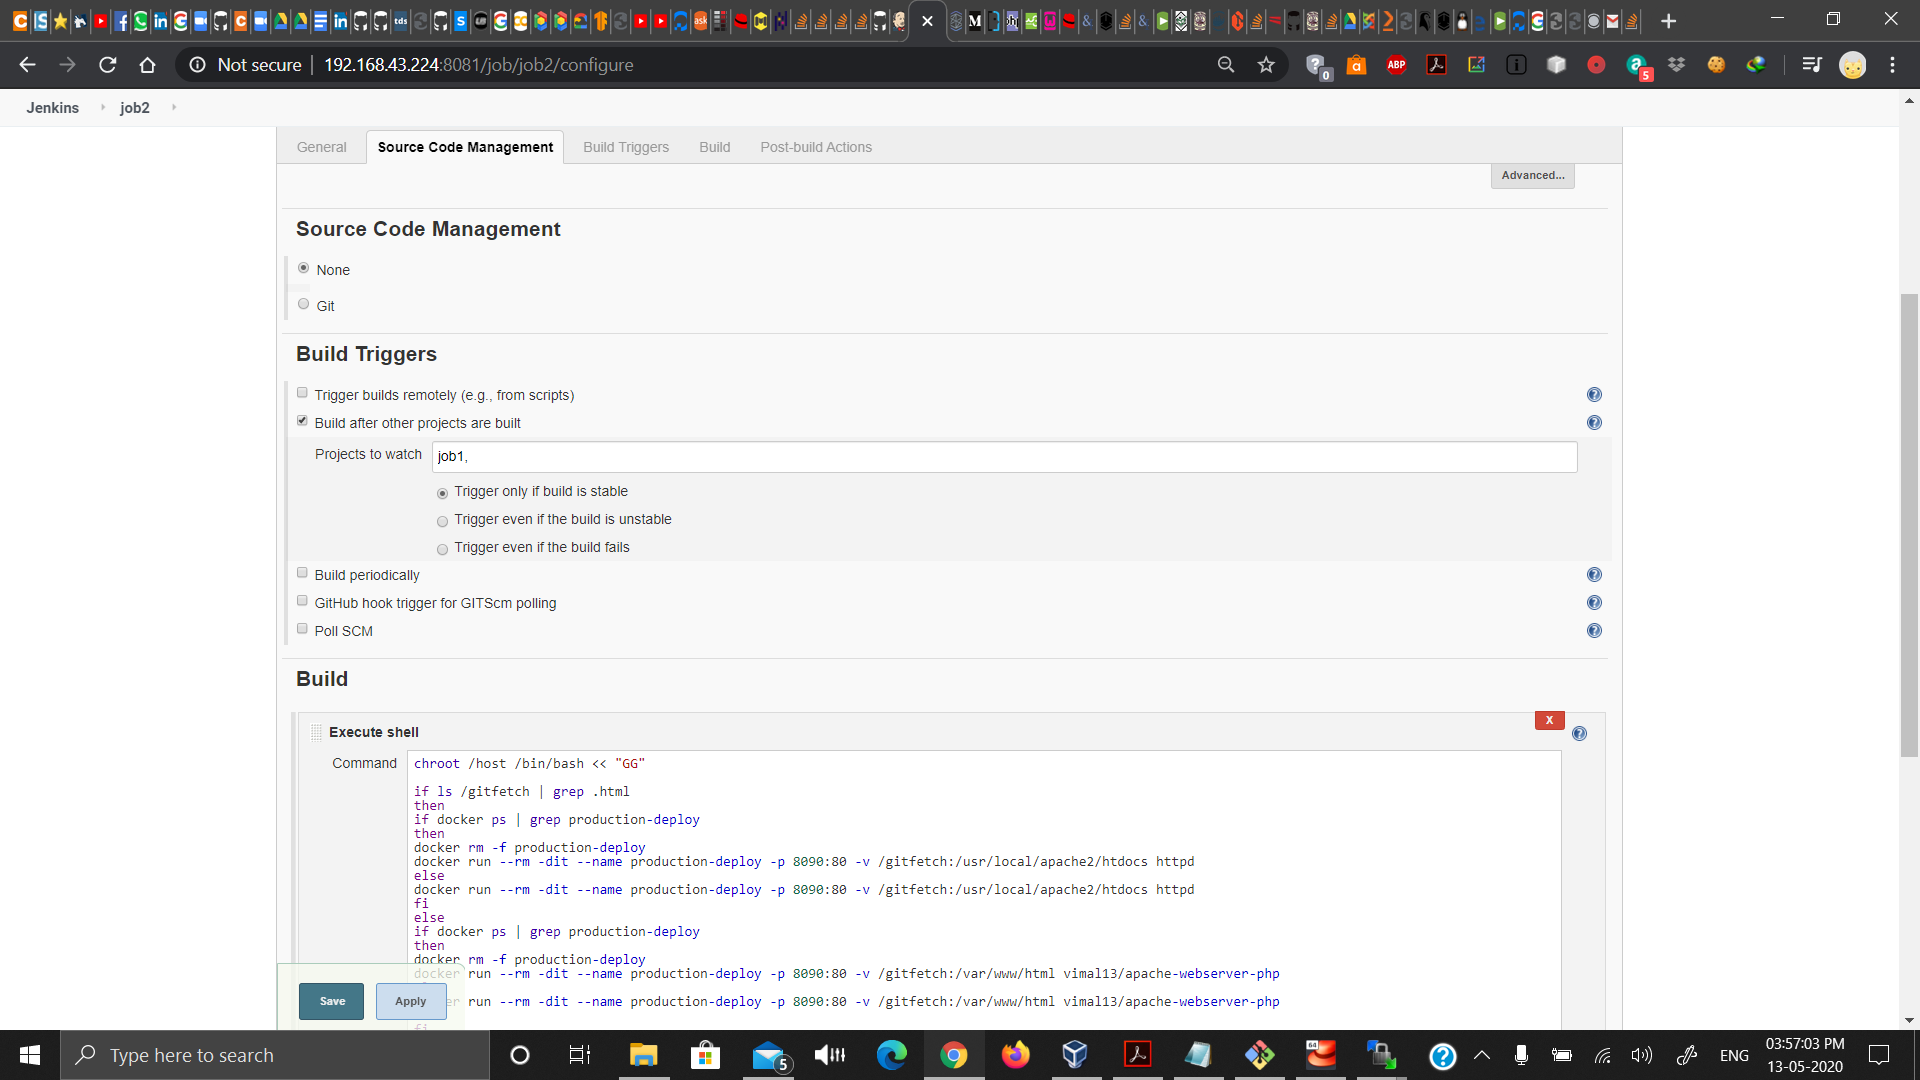 Not secure
192.168.43.224:8081/job/job2/configure
ABP
0
5
Jenkins
job2
General
Source Code Management
Build Triggers
Build
Post-build Actions
Advanced...
Source Code Management
None
Git
Build Triggers
Trigger builds remotely (e.g., from scripts)
Build after other projects are built
Projects to watch
job1,
Trigger only if build is stable
Trigger even if the build is unstable
Trigger even if the build fails
Build periodically
GitHub hook trigger for GITScm polling
Poll SCM
Build
X
Execute shell
Command
chroot /host /bin/bash << "GG"
if ls /gitfetch | grep .html
then
if docker ps | grep production-deploy
then
docker rm -f production-deploy
docker run --rm -dit --name production-deploy -p 8090:80 -v /gitfetch:/usr/local/apache2/htdocs httpd
else
docker run --rm -dit --name production-deploy -p 8090:80 -v /gitfetch:/usr/local/apache2/htdocs httpd
fi
else
if docker ps | grep production-deploy
then
docker rm -f production-deploy
docker run --rm -dit --name production-deploy -p 8090:80 -v /gitfetch:/var/www/html vimal13/apache-webserver-php
er run --rm -dit --name production-deploy -p 8090:80 -v /gitfetch:/var/www/html vimal13/apache-webserver-php
fi
Save
Apply
Type here to search
5
64
ENG
03:57:03 PM
13-05-2020